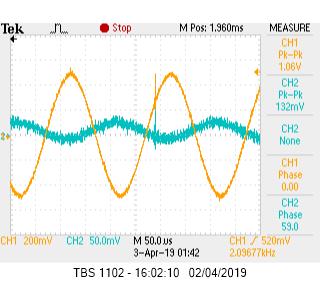 Tek Stop M Pos: 1.960ms MEASURE
CH1
Pk-Pk
1.06V
CH2
Pk-Pk
132mV
CH2
None
CH1
Phase
0.00
CH2
Phase
59.0
2
CH1 200mV CH2 50.0mV M 50.0us CH1 / 520mV
3-Apr-19 01:42 2.09677kHz
TBS 1102 - 16:02:10 02/04/2019